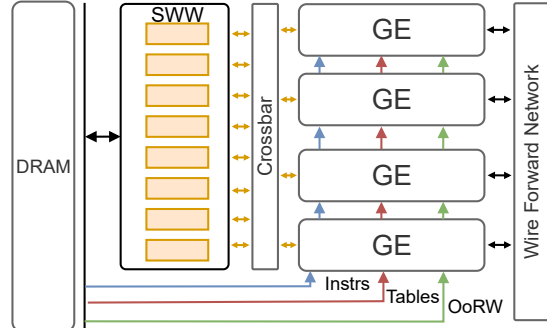 SWW
DRAM
Crossbar
GE
GE
GE
GE
Wire Forward Network
Instrs
Tables
OoRW